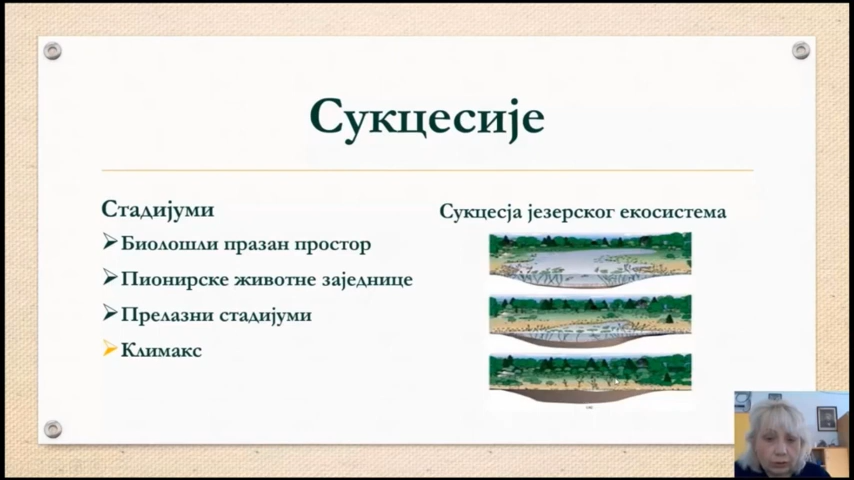 Сукцесије
Стадијуми
Биолошли празан простор
Пионирске животне заједнице
Прелазни стадијуми
Климакс
Сукцесја језерског екосистема